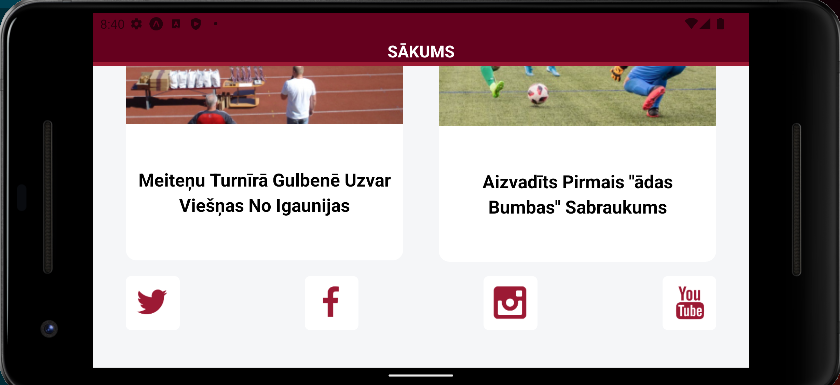 8:40
SĀKUMS
Meiteņu Turnīrā Gulbenē Uzvar
Viešņas No Igaunijas
Aizvadīts Pirmais "ādas
Bumbas" Sabraukums
You
Tube